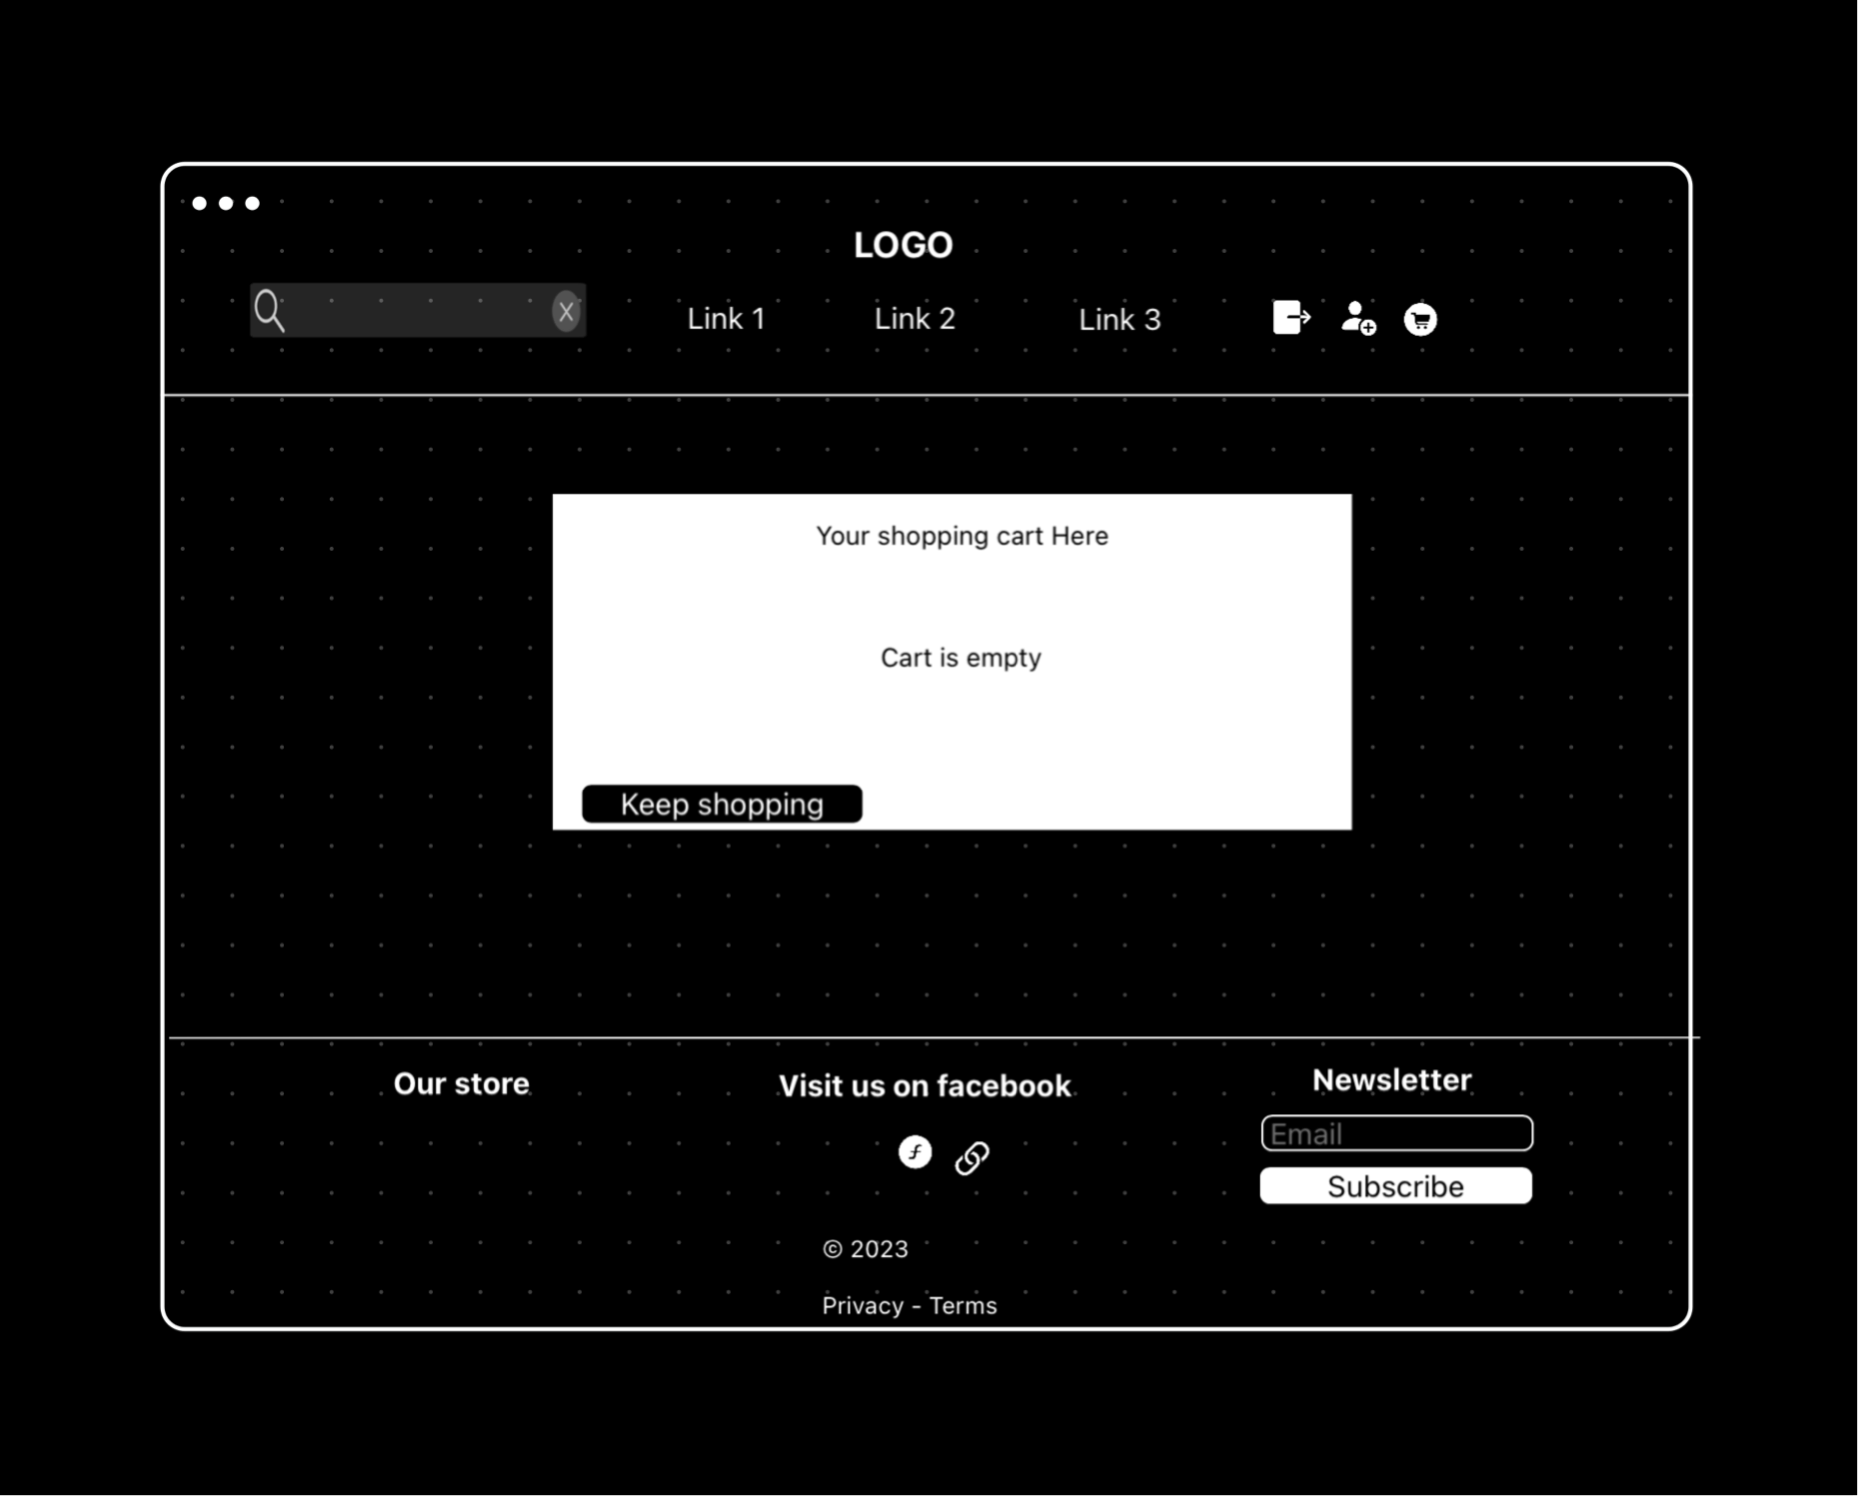 LOGO
X
Link 1
Link 2
Link 3
Your shopping cart Here
Cart is empty
Keep shopping
Our store
Visit us on facebook
Newsletter
Email
Subscribe
© 2023
Privacy - Terms